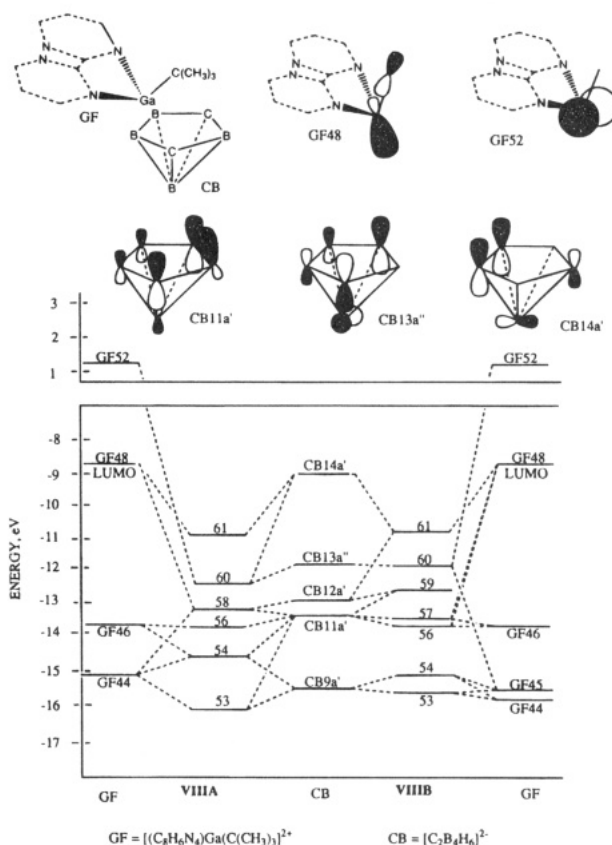 N N
N N
GF
Ga
C(CH₃)₃
B C
B C B
B
CB
GF48
GF52
CB11a'
CB13a"
CB14a'
3
2
1
GF52
GF52
ENERGY, eV
-8
-9
-10
-11
-12
-13
-14
-15
-16
-17
GF48
LUMO
GF46
GF44
61
60
58
56
54
53
CB14a'
CB13a"
CB12a'
CB11a'
CB9a'
61
60
59
57
56
54
53
GF48
LUMO
GF46
GF45
GF44
GF VIIIA CB VIIIB GF
GF = [(C₈H₆N₄)Ga(C(CH₃)₃]²⁺ CB = [C₂B₄H₆]²⁻